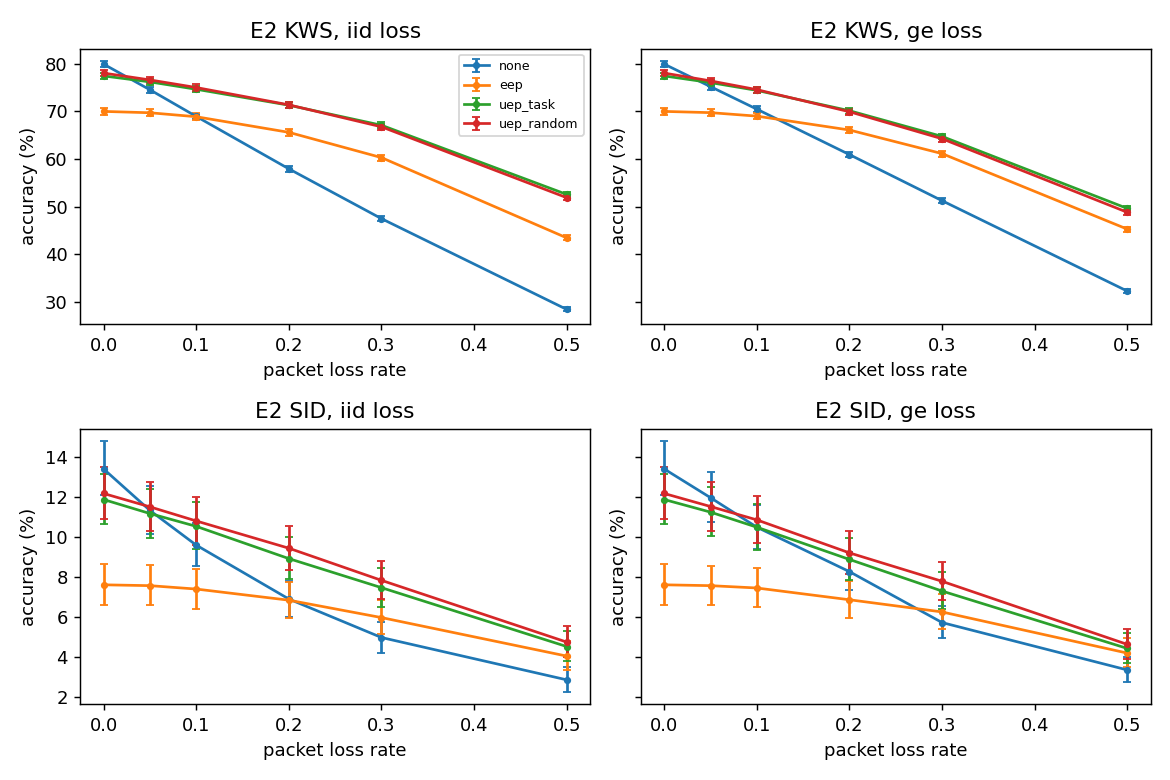 E2 KWS, iid loss
E2 KWS, ge loss
none
eep
uep_task
uep_random
accuracy (%)
80
70
60
50
40
30
0.0 0.1 0.2 0.3 0.4 0.5
packet loss rate
accuracy (%)
0.0 0.1 0.2 0.3 0.4 0.5
packet loss rate
E2 SID, iid loss
E2 SID, ge loss
accuracy (%)
14
12
10
8
6
4
2
0.0 0.1 0.2 0.3 0.4 0.5
packet loss rate
accuracy (%)
0.0 0.1 0.2 0.3 0.4 0.5
packet loss rate